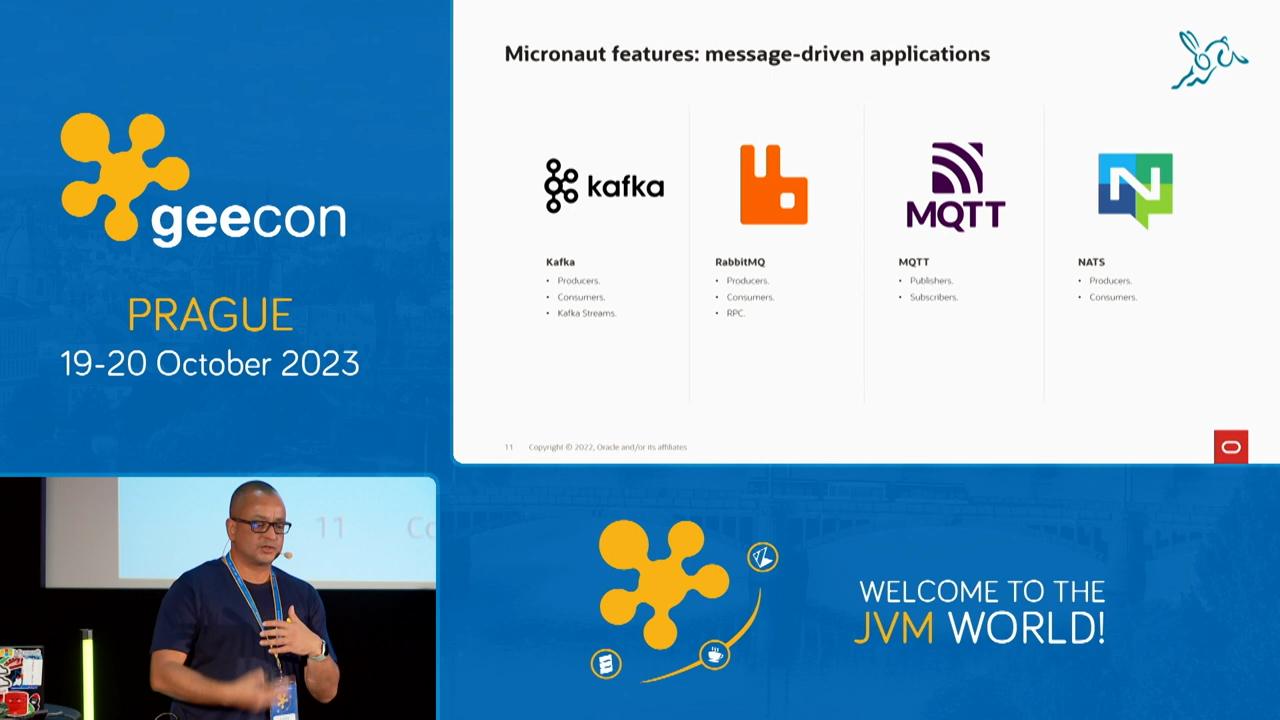 geecon
PRAGUE
19-20 October 2023
Micronaut features: message-driven applications
kafka
MQTT
N
Kafka
• Producers.
• Consumers.
• Kafka Streams.
RabbitMQ
• Producers.
• Consumers.
• RPC.
MQTT
• Publishers.
• Subscribers.
NATS
• Producers.
• Consumers.
11 Copyright © 2022, Oracle and/or its affiliates
11 Co
WELCOME TO THE
JVM WORLD!